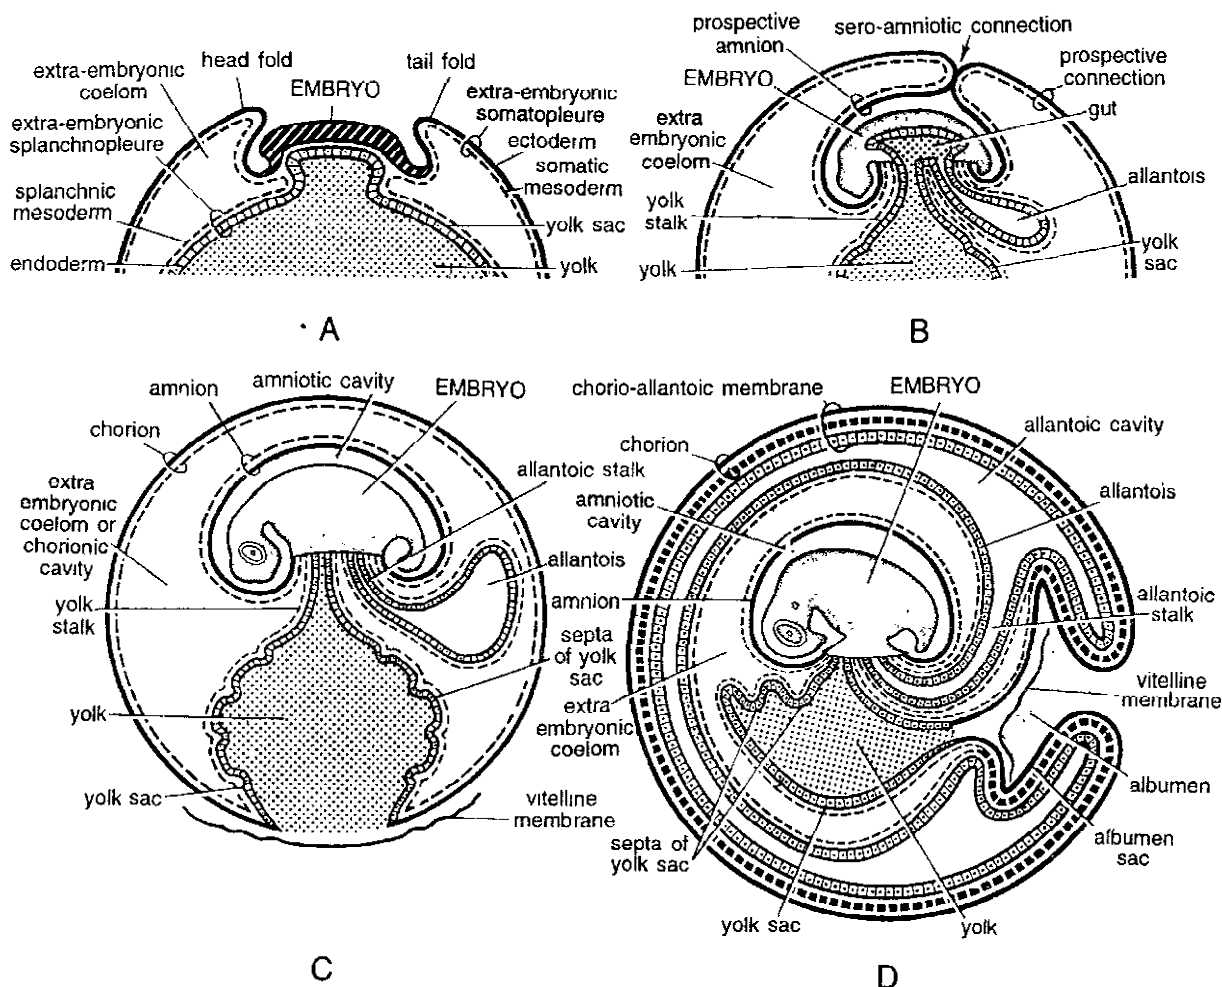 head fold
tail fold
extra-embryonic
coelom
EMBRYO
extra-embryonic
somatopleure
extra-embryonic
splanchnopleure
ectoderm
somatic
mesoderm
splanchnic
mesoderm
yolk sac
endoderm
yolk
A
prospective
amnion
sero-amniotic connection
EMBRYO
prospective
connection
gut
extra
embryonic
coelom
allantois
yolk
stalk
yolk
sac
yolk
B
amnion
amniotic cavity
EMBRYO
chorion
allantoic stalk
extra
embryonic
coelom or
chorionic
cavity
allantois
yolk
stalk
septa
of yolk
sac
yolk
yolk sac
vitelline
membrane
C
chorio-allantoic membrane
EMBRYO
allantoic cavity
chorion
amniotic
cavity
allantois
amnion
allantoic
stalk
vitelline
membrane
extra
embryonic
coelom
albumen
septa of
yolk sac
albumen
sac
yolk sac
yolk
D